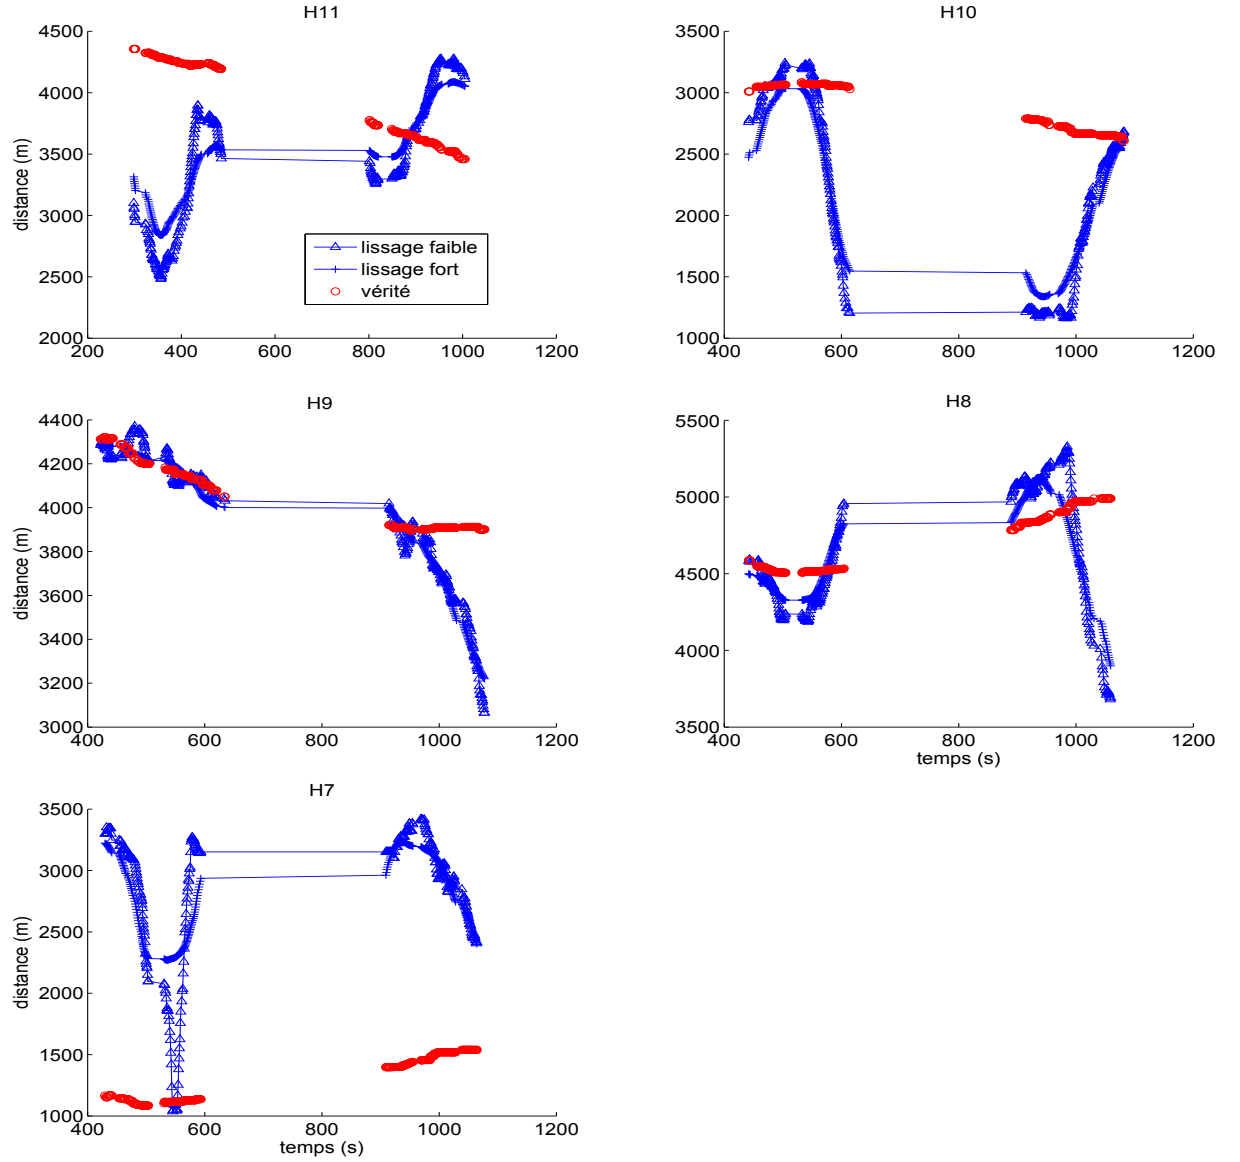 H11
4500
4000
3500
3000
2500
2000
distance (m)
lissage faible
lissage fort
vérité
200 400 600 800 1000 1200
H10
3500
3000
2500
2000
1500
1000
400 600 800 1000 1200
H9
4400
4200
4000
3800
3600
3400
3200
3000
distance (m)
400 600 800 1000 1200
H8
5500
5000
4500
4000
3500
400 600 800 1000 1200
temps (s)
H7
3500
3000
2500
2000
1500
1000
distance (m)
400 600 800 1000 1200
temps (s)